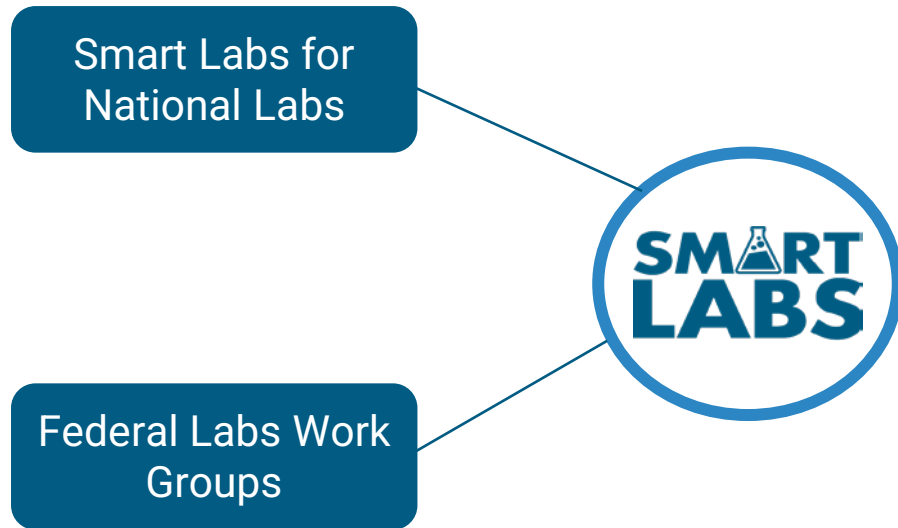 Smart Labs for
National Labs
SMART
LABS
Federal Labs Work
Groups